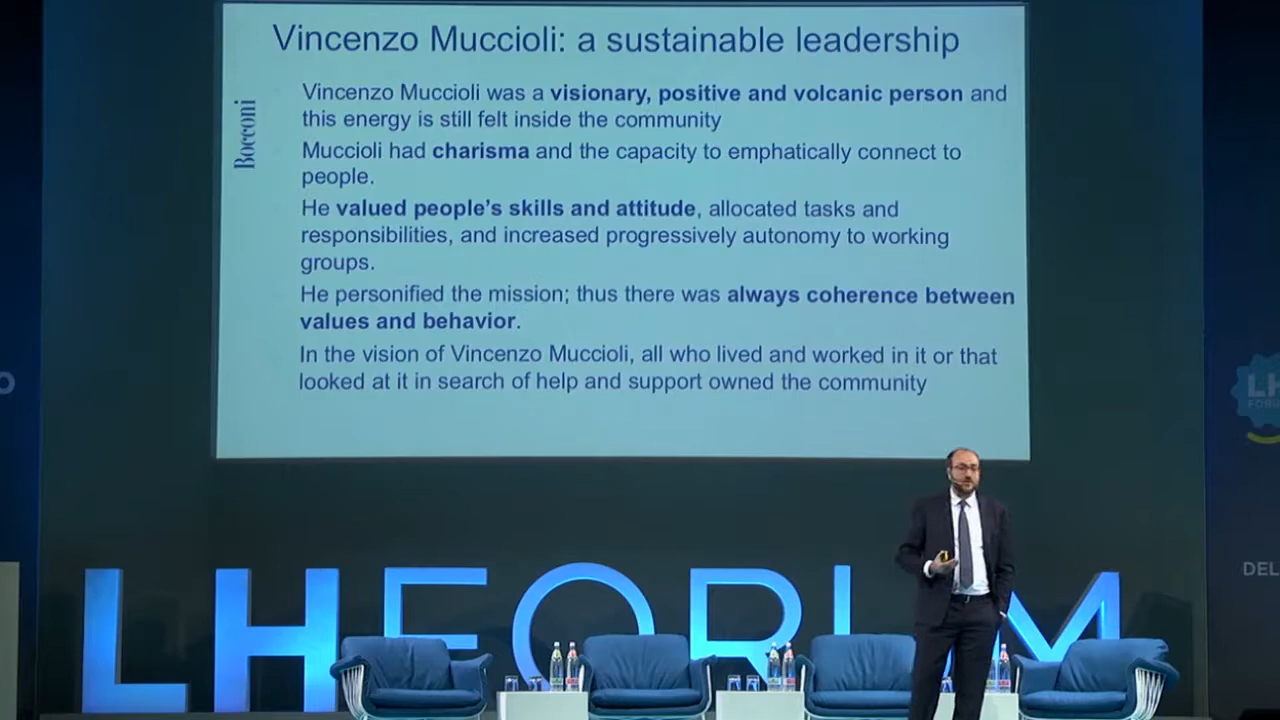 Vincenzo Muccioli: a sustainable leadership
Bocconi
Vincenzo Muccioli was a visionary, positive and volcanic person and
this energy is still felt inside the community
Muccioli had charisma and the capacity to emphatically connect to
people.
He valued people's skills and attitude, allocated tasks and
responsibilities, and increased progressively autonomy to working
groups.
He personified the mission; thus there was always coherence between
values and behavior.
In the vision of Vincenzo Muccioli, all who lived and worked in it or that
looked at it in search of help and support owned the community
O
LH
FORU
DEL
LHFORUM